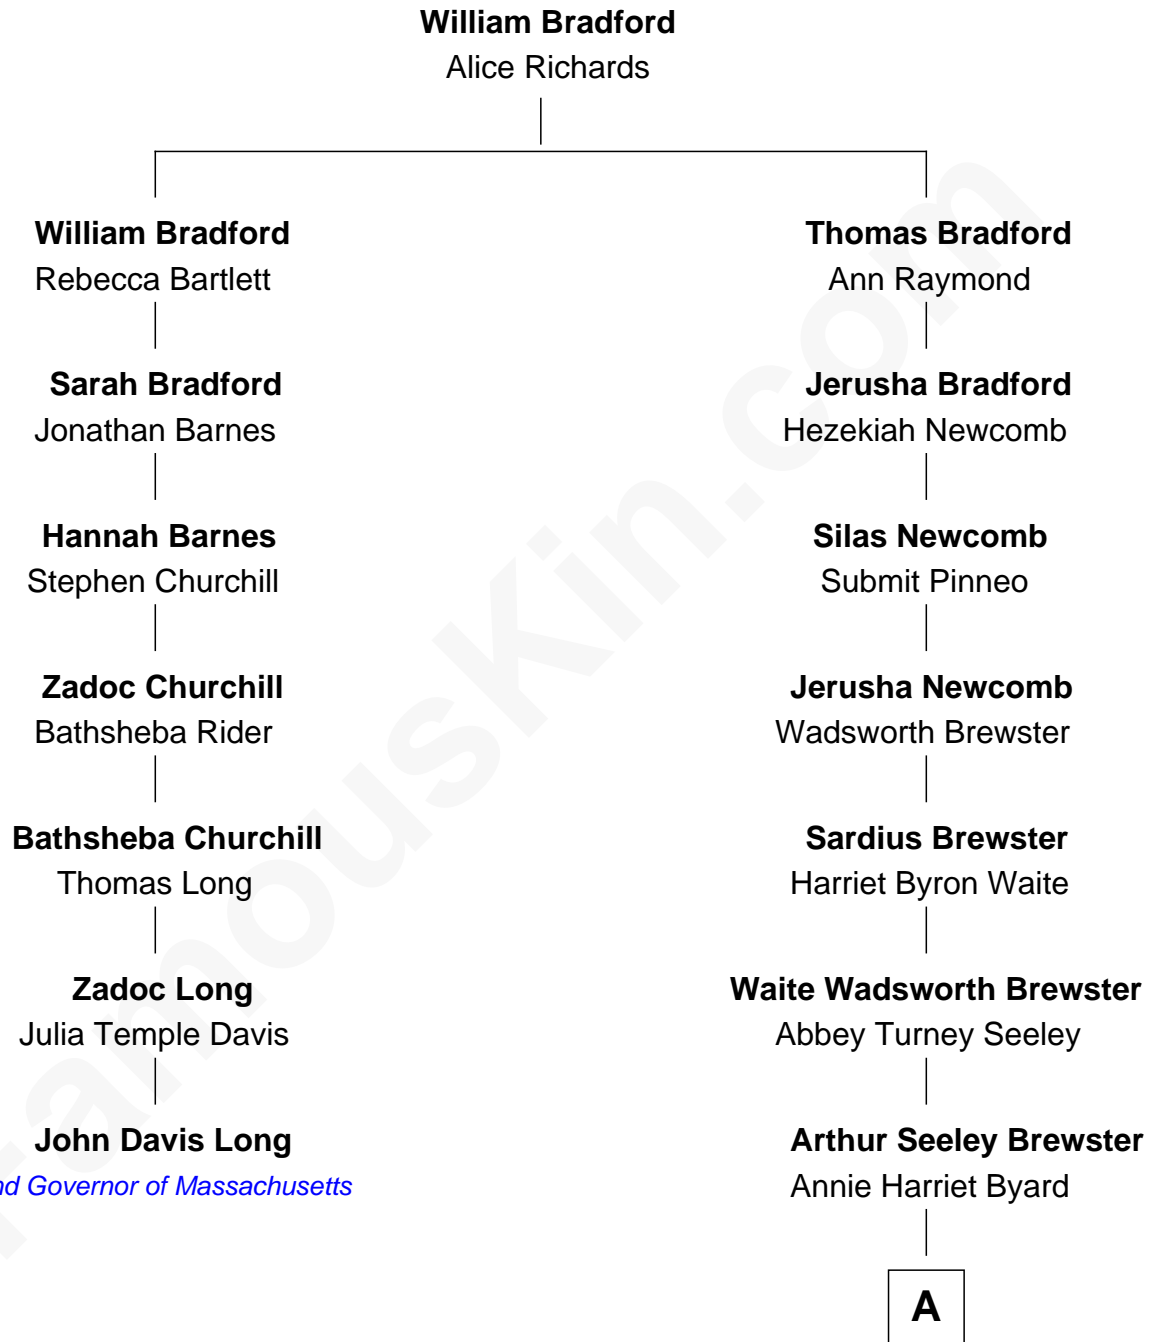 William Bradford
Alice Richards
William Bradford
Rebecca Bartlett
Thomas Bradford
Ann Raymond
Sarah Bradford
Jonathan Barnes
Jerusha Bradford
Hezekiah Newcomb
Hannah Barnes
Stephen Churchill
Silas Newcomb
Submit Pinneo
Zadoc Churchill
Bathsheba Rider
Jerusha Newcomb
Wadsworth Brewster
Bathsheba Churchill
Thomas Long
Sardius Brewster
Harriet Byron Waite
Zadoc Long
Julia Temple Davis
Waite Wadsworth Brewster
Abbey Turney Seeley
John Davis Long
Governor of Massachusetts
Arthur Seeley Brewster
Annie Harriet Byard
A
FamousKin.com